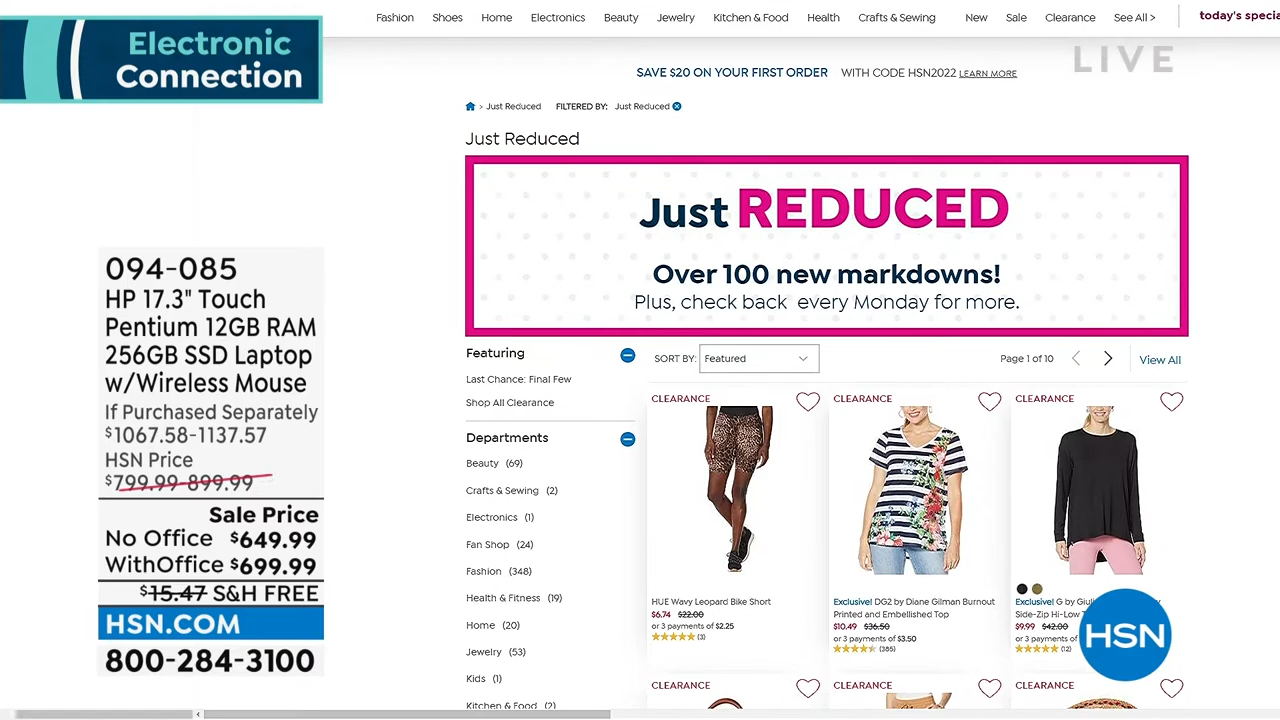 Electronic
Connection
Fashion Shoes Home Electronics Beauty Jewelry Kitchen & Food Health Crafts & Sewing New Sale Clearance See All > today's specia
LIVE
SAVE $20 ON YOUR FIRST ORDER WITH CODE HSN2022 LEARN MORE
> Just Reduced FILTERED BY: Just Reduced
Just Reduced
Just REDUCED
Over 100 new markdowns!
Plus, check back every Monday for more.
094-085
HP 17.3" Touch
Pentium 12GB RAM
256GB SSD Laptop
w/Wireless Mouse
If Purchased Separately
$1067.58-1137.57
HSN Price
$799.99-899.99
Sale Price
No Office $649.99
WithOffice $699.99
$15.47 S&H FREE
HSN.COM
800-284-3100
Featuring
Last Chance: Final Few
Shop All Clearance
Departments
Beauty (69)
Crafts & Sewing (2)
Electronics (1)
Fan Shop (24)
Fashion (348)
Health & Fitness (19)
Home (20)
Jewelry (53)
Kids (1)
Kitchen & Food (2)
SORT BY: Featured Page 1 of 10 View All
CLEARANCE CLEARANCE CLEARANCE
HUE Wavy Leopard Bike Short
$6.74 $22.00
or 3 payments of $2.25
(3)
Exclusive! DG2 by Diane Gilman Burnout
Printed and Embellished Top
$10.49 $36.50
or 3 payments of $3.50
(385)
Exclusive! G by Giul
Side-Zip Hi-Low
$9.99 $42.00
or 3 payments of
(12)
HSN
CLEARANCE CLEARANCE CLEARANCE